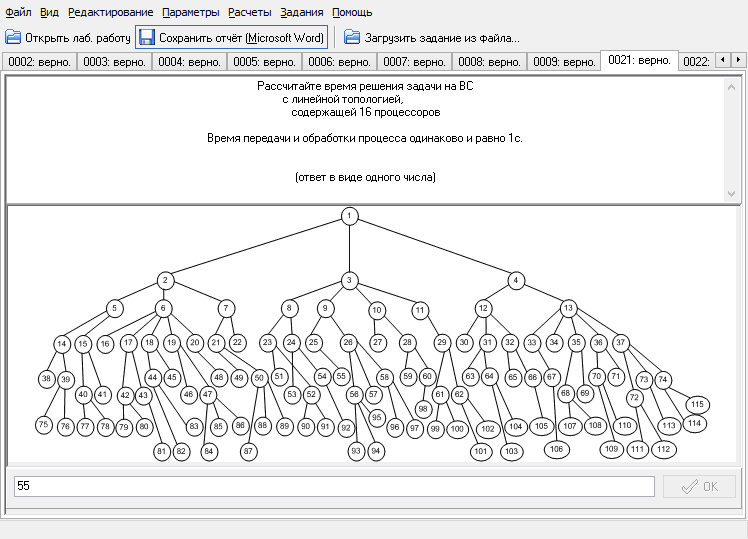 Файл Вид Редактирование Параметры Расчеты Задания Помощь
Открыть лаб. работу Сохранить отчёт (Microsoft Word) Загрузить задание из файла...
0002: верно. 0003: верно. 0004: верно. 0005: верно. 0006: верно. 0007: верно. 0008: верно. 0009: верно. 0021: верно. 0022:
Рассчитайте время решения задачи на ВС
с линейной топологией,
содержащей 16 процессоров
Время передачи и обработки процесса одинаково и равно 1с.
(ответ в виде одного числа)
1
2 3 4
5 6 7 8 9 10 11 12 13
14 15 16 17 18 19 20 21 22 23 24 25 26 27 28 29 30 31 32 33 34 35 36 37
38 39 44 45 48 49 50 51 54 55 58 59 60 63 64 65 66 67 70 71 73 74
40 41 42 43 46 47 53 52 56 57 61 62 68 69 72 115
75 76 77 78 79 80 83 85 86 88 89 90 91 92 95 96 97 98 99 100 102 104 105 107 108 110 113 114
81 82 84 87 93 94 101 103 106 109 111 112
55
OK